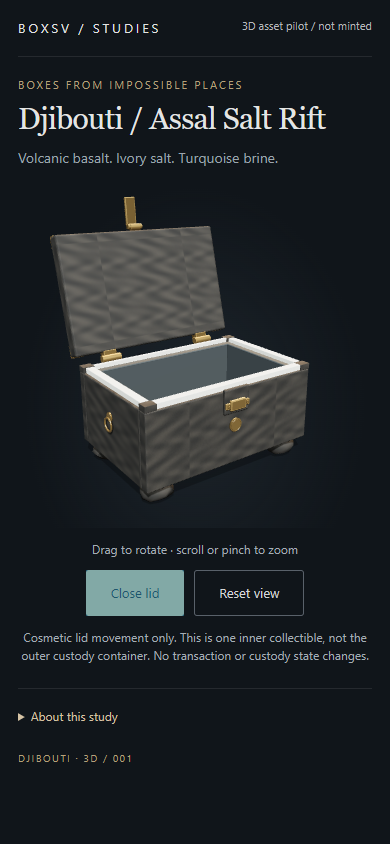 BOXSV / STUDIES
3D asset pilot / not minted
BOXES FROM IMPOSSIBLE PLACES
Djibouti / Assal Salt Rift
Volcanic basalt. Ivory salt. Turquoise brine.
Drag to rotate · scroll or pinch to zoom
Close lid
Reset view
Cosmetic lid movement only. This is one inner collectible, not the
outer custody container. No transaction or custody state changes.
About this study
DJIBOUTI · 3D / 001